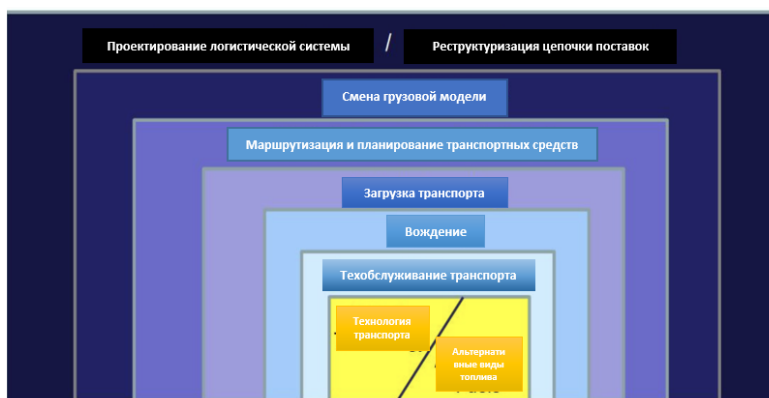 Проектирование логистической системы / Реструктуризация цепочки поставок
Смена грузовой модели
Маршрутизация и планирование транспортных средств
Загрузка транспорта
Вождение
Техобслуживание транспорта
Технология
транспорта
Альтернати
вные виды
топлива